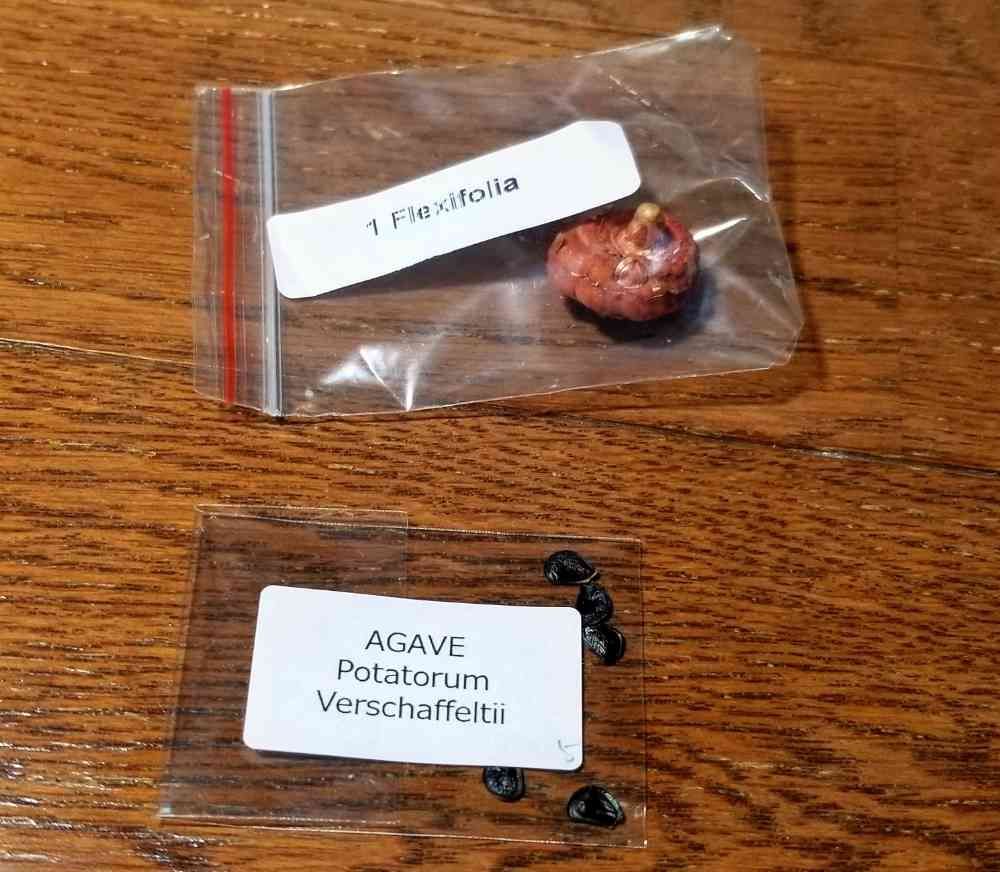 1 Flexifolia
AGAVE
Potatorum
Verschaffeltii
5